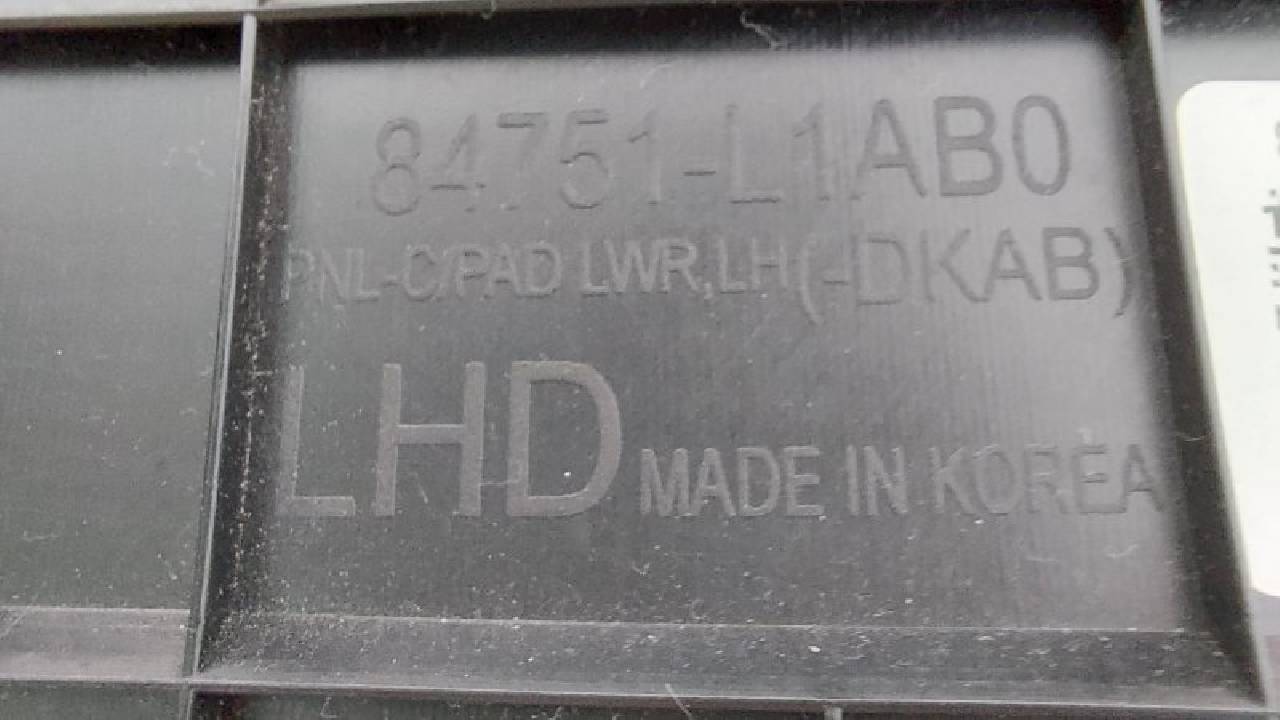 84751-L1AB0
PNL-C/PAD LWR,LH(-DKAB)
LHD MADE IN KOREA